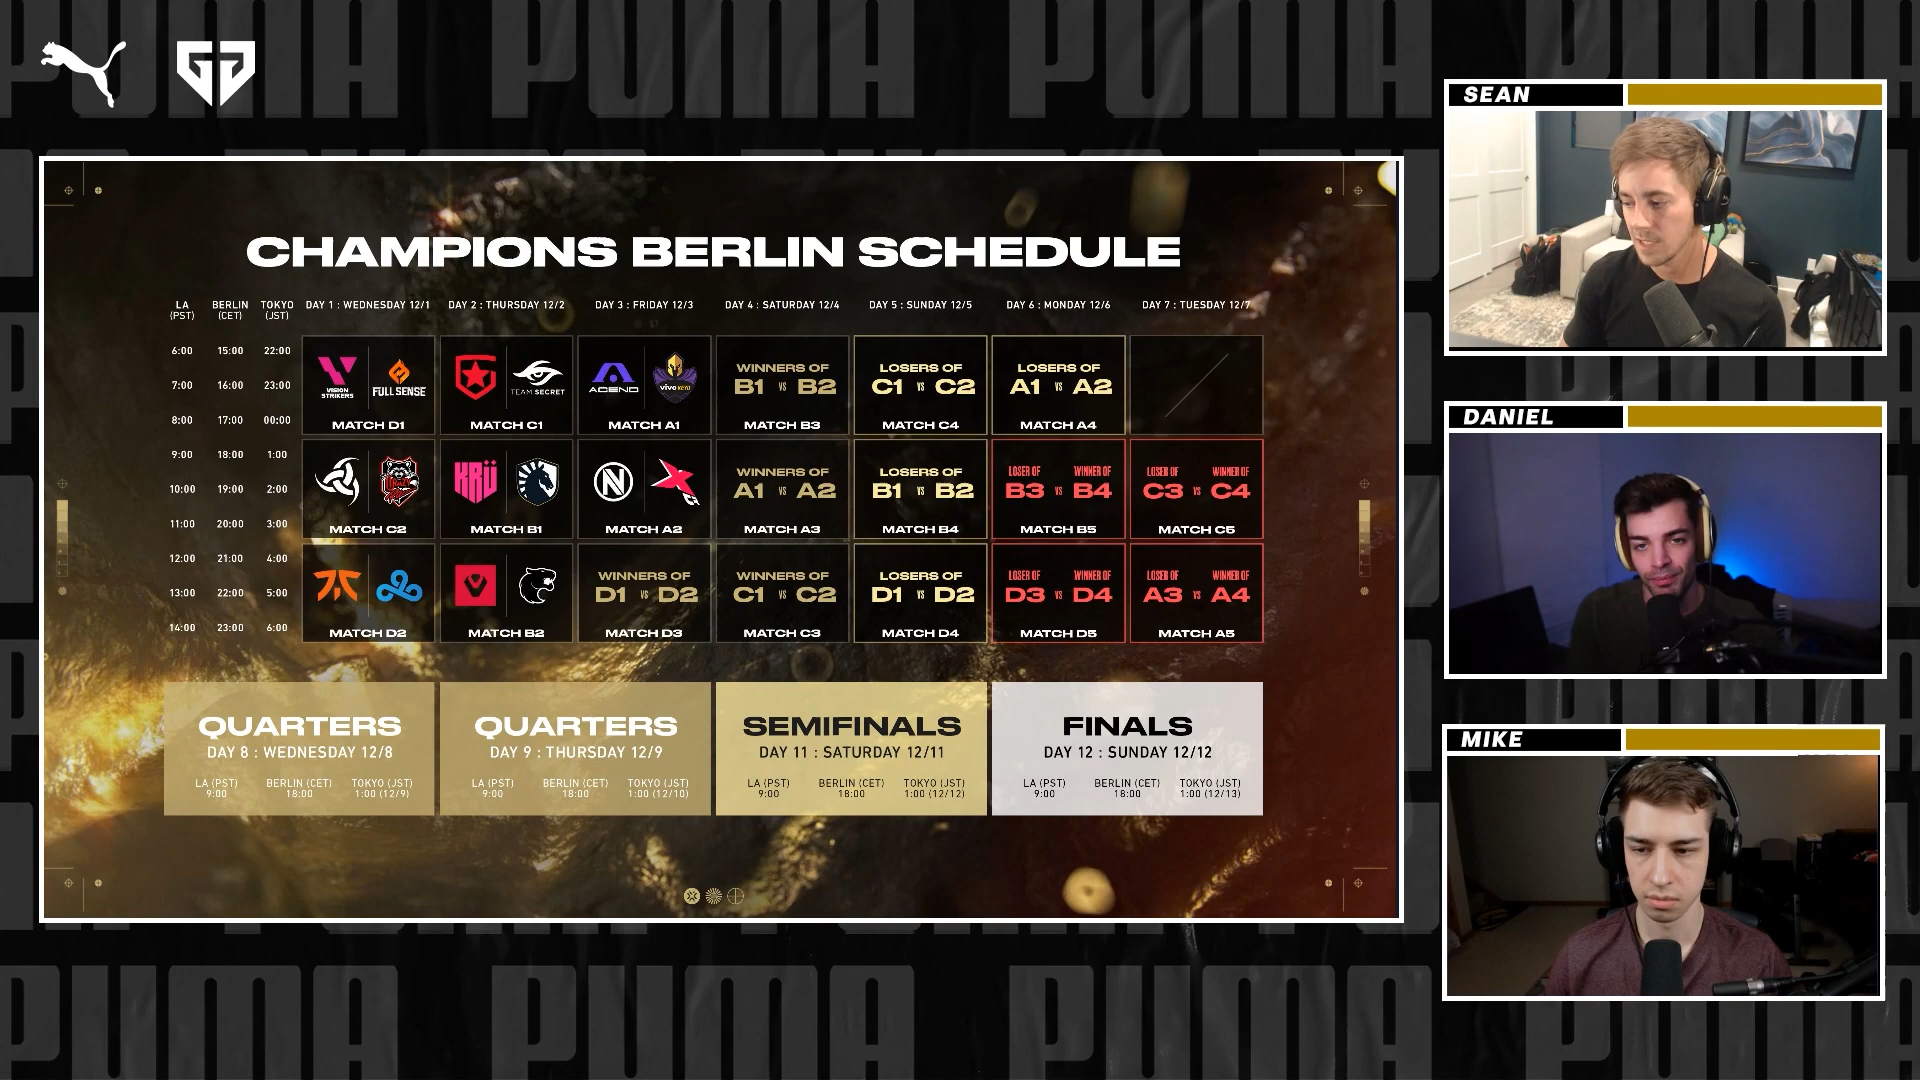 SEAN
CHAMPIONS BERLIN SCHEDULE
LA (PST)
BERLIN (CET)
TOKYO (JST)
DAY 1 : WEDNESDAY 12/1
DAY 2 : THURSDAY 12/2
DAY 3 : FRIDAY 12/3
DAY 4 : SATURDAY 12/4
DAY 5 : SUNDAY 12/5
DAY 6 : MONDAY 12/6
DAY 7 : TUESDAY 12/7
6:00 15:00 22:00
7:00 16:00 23:00
8:00 17:00 00:00
VISION STRIKERS
FULL SENSE
MATCH D1
TEAM SECRET
MATCH C1
ACEND
VIVO KEYD
MATCH A1
WINNERS OF
B1 VS B2
MATCH B3
LOSERS OF
C1 VS C2
MATCH C4
LOSERS OF
A1 VS A2
MATCH A4
DANIEL
9:00 18:00 1:00
10:00 19:00 2:00
11:00 20:00 3:00
MATCH C2
KRÜ
MATCH B1
MATCH A2
WINNERS OF
A1 VS A2
MATCH A3
LOSERS OF
B1 VS B2
MATCH B4
LOSER OF WINNER OF
B3 VS B4
MATCH B5
LOSER OF WINNER OF
C3 VS C4
MATCH C5
12:00 21:00 4:00
13:00 22:00 5:00
14:00 23:00 6:00
MATCH D2
MATCH B2
WINNERS OF
D1 VS D2
MATCH D3
WINNERS OF
C1 VS C2
MATCH C3
LOSERS OF
D1 VS D2
MATCH D4
LOSER OF WINNER OF
D3 VS D4
MATCH D5
LOSER OF WINNER OF
A3 VS A4
MATCH A5
QUARTERS
DAY 8 : WEDNESDAY 12/8
LA (PST) BERLIN (CET) TOKYO (JST)
9:00 18:00 1:00 (12/9)
QUARTERS
DAY 9 : THURSDAY 12/9
LA (PST) BERLIN (CET) TOKYO (JST)
9:00 18:00 1:00 (12/10)
SEMIFINALS
DAY 11 : SATURDAY 12/11
LA (PST) BERLIN (CET) TOKYO (JST)
9:00 18:00 1:00 (12/12)
FINALS
DAY 12 : SUNDAY 12/12
LA (PST) BERLIN (CET) TOKYO (JST)
9:00 18:00 1:00 (12/13)
MIKE
PUMA PUMA PUMA